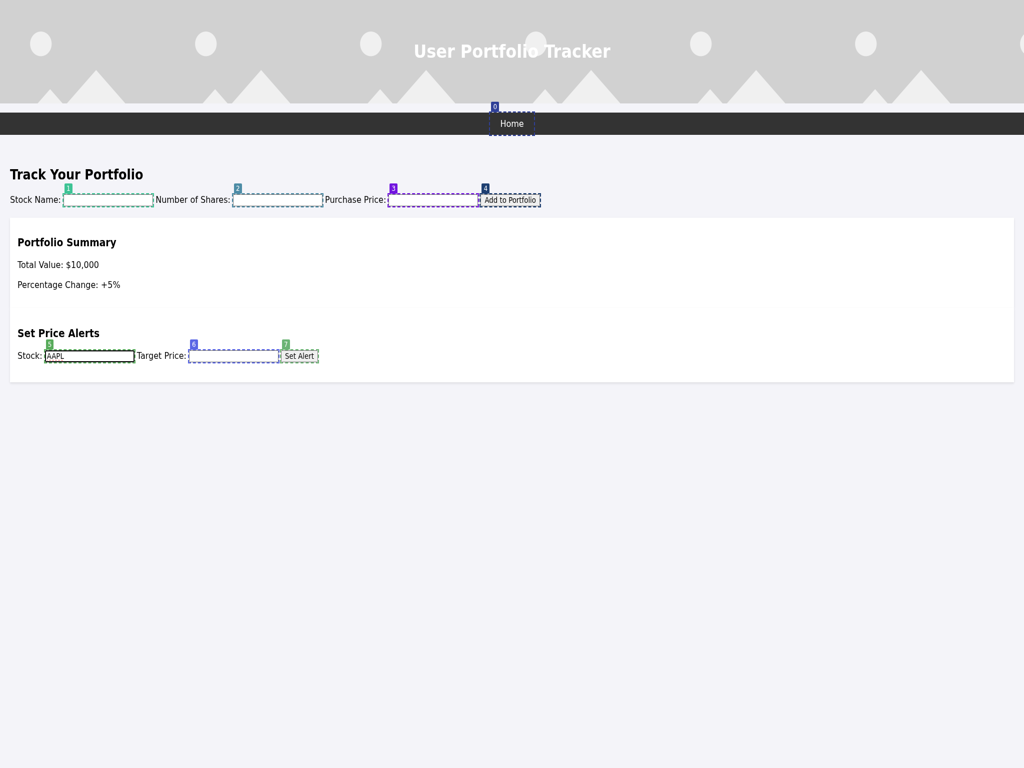 User Portfolio Tracker
0
Home
Track Your Portfolio
1 2 3 4
Stock Name: Number of Shares: Purchase Price: Add to Portfolio
Portfolio Summary
Total Value: $10,000
Percentage Change: +5%
Set Price Alerts
5 6 7
Stock: AAPL Target Price: Set Alert